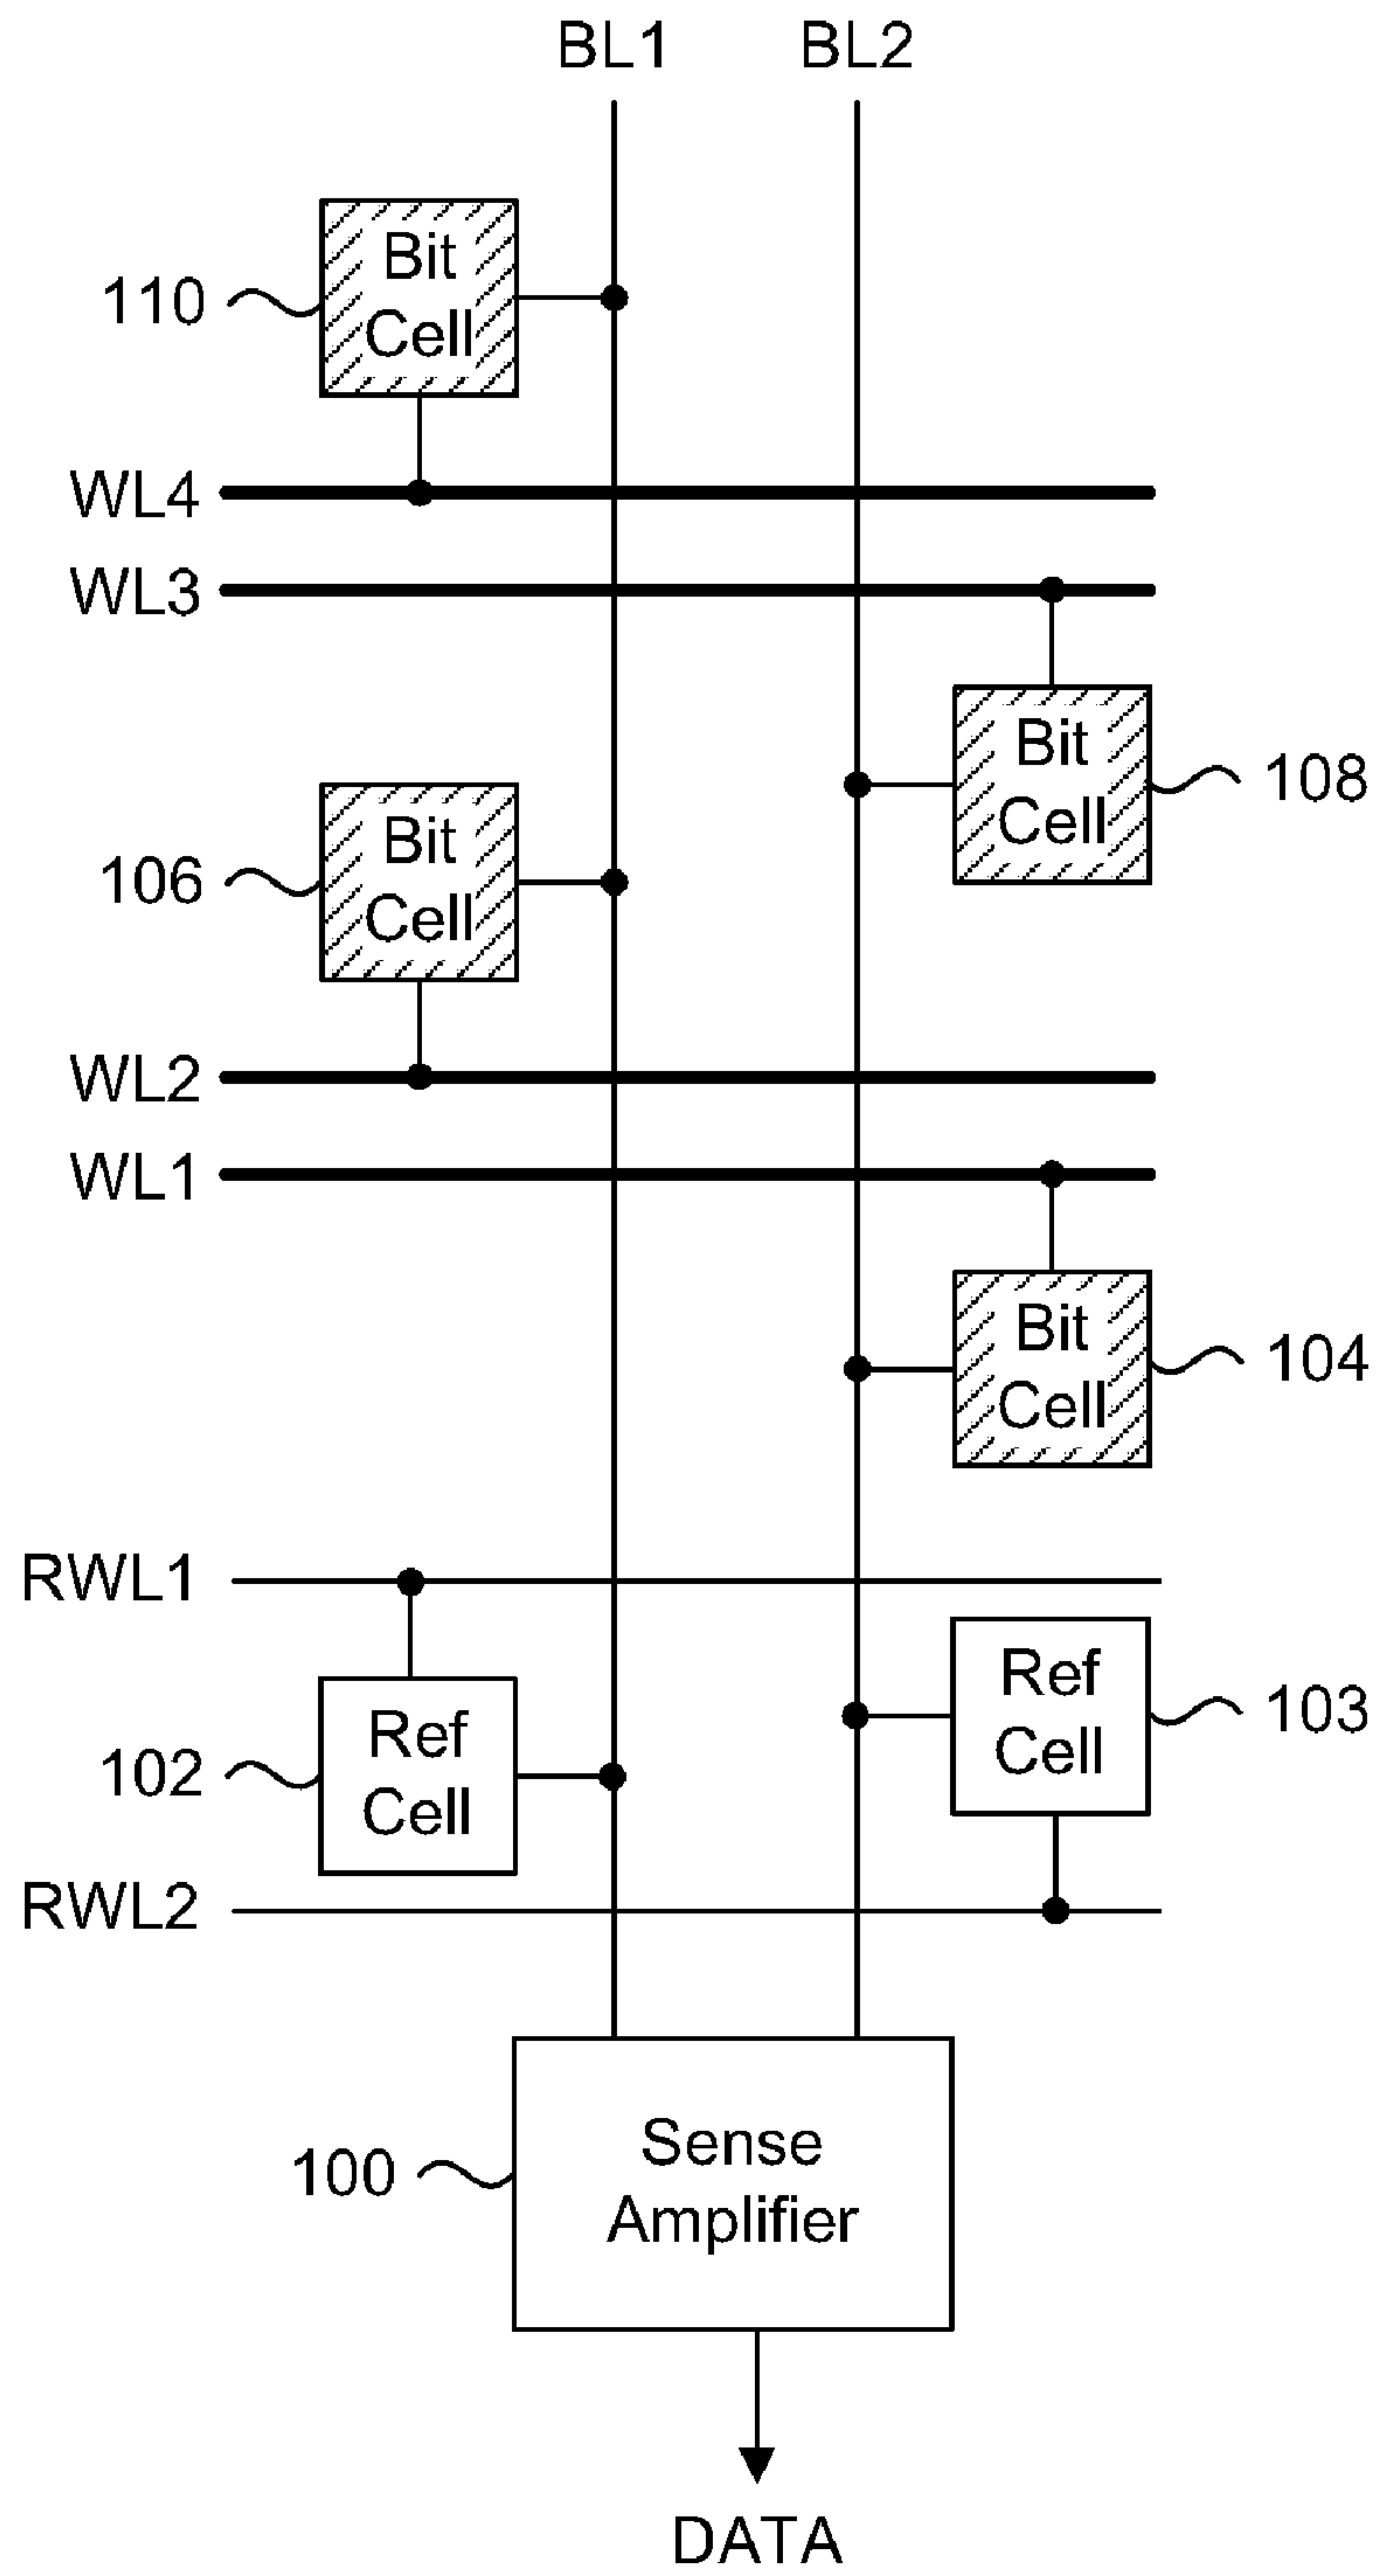 BL1 BL2
Bit
Cell
110
WL4
WL3
Bit
Cell
108
Bit
Cell
106
WL2
WL1
Bit
Cell
104
RWL1
Ref
Cell
103
Ref
Cell
102
RWL2
Sense
Amplifier
100
DATA